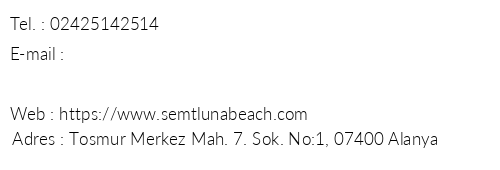 Tel. : 02425142514
E-mail :
Web : https://www.semtlunabeach.com
Adres : Tosmur Merkez Mah. 7. Sok. No:1, 07400 Alanya